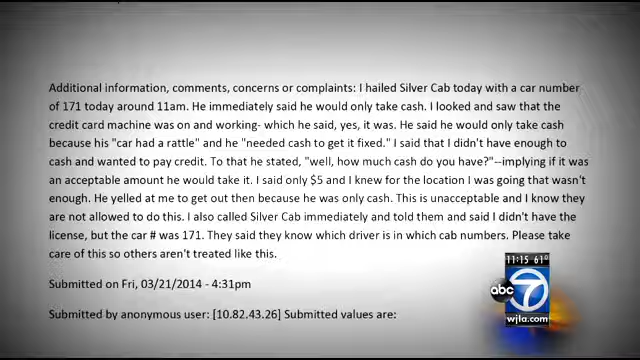 Additional information, comments, concerns or complaints: I hailed Silver Cab today with a car number
of 171 today around 11am. He immediately said he would only take cash. I looked and saw that the
credit card machine was on and working- which he said, yes, it was. He said he would only take cash
because his "car had a rattle" and he "needed cash to get it fixed." I said that I didn't have enough to
cash and wanted to pay credit. To that he stated, "well, how much cash do you have?"--implying if it was
an acceptable amount he would take it. I said only $5 and I knew for the location I was going that wasn't
enough. He yelled at me to get out then because he was only cash. This is unacceptable and I know they
are not allowed to do this. I also called Silver Cab immediately and told them and said I didn't have the
license, but the car # was 171. They said they know which driver is in which cab numbers. Please take
care of this so others aren't treated like this.
Submitted on Fri, 03/21/2014 - 4:31pm
Submitted by anonymous user: [10.82.43.26] Submitted values are:
11:15 61°
abc 7
wjla.com